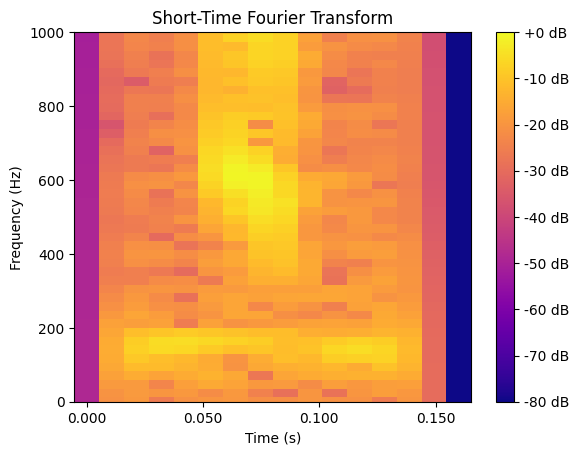 Short-Time Fourier Transform
Frequency (Hz)
1000
800
600
400
200
0
0.000
0.050
0.100
0.150
Time (s)
+0 dB
-10 dB
-20 dB
-30 dB
-40 dB
-50 dB
-60 dB
-70 dB
-80 dB